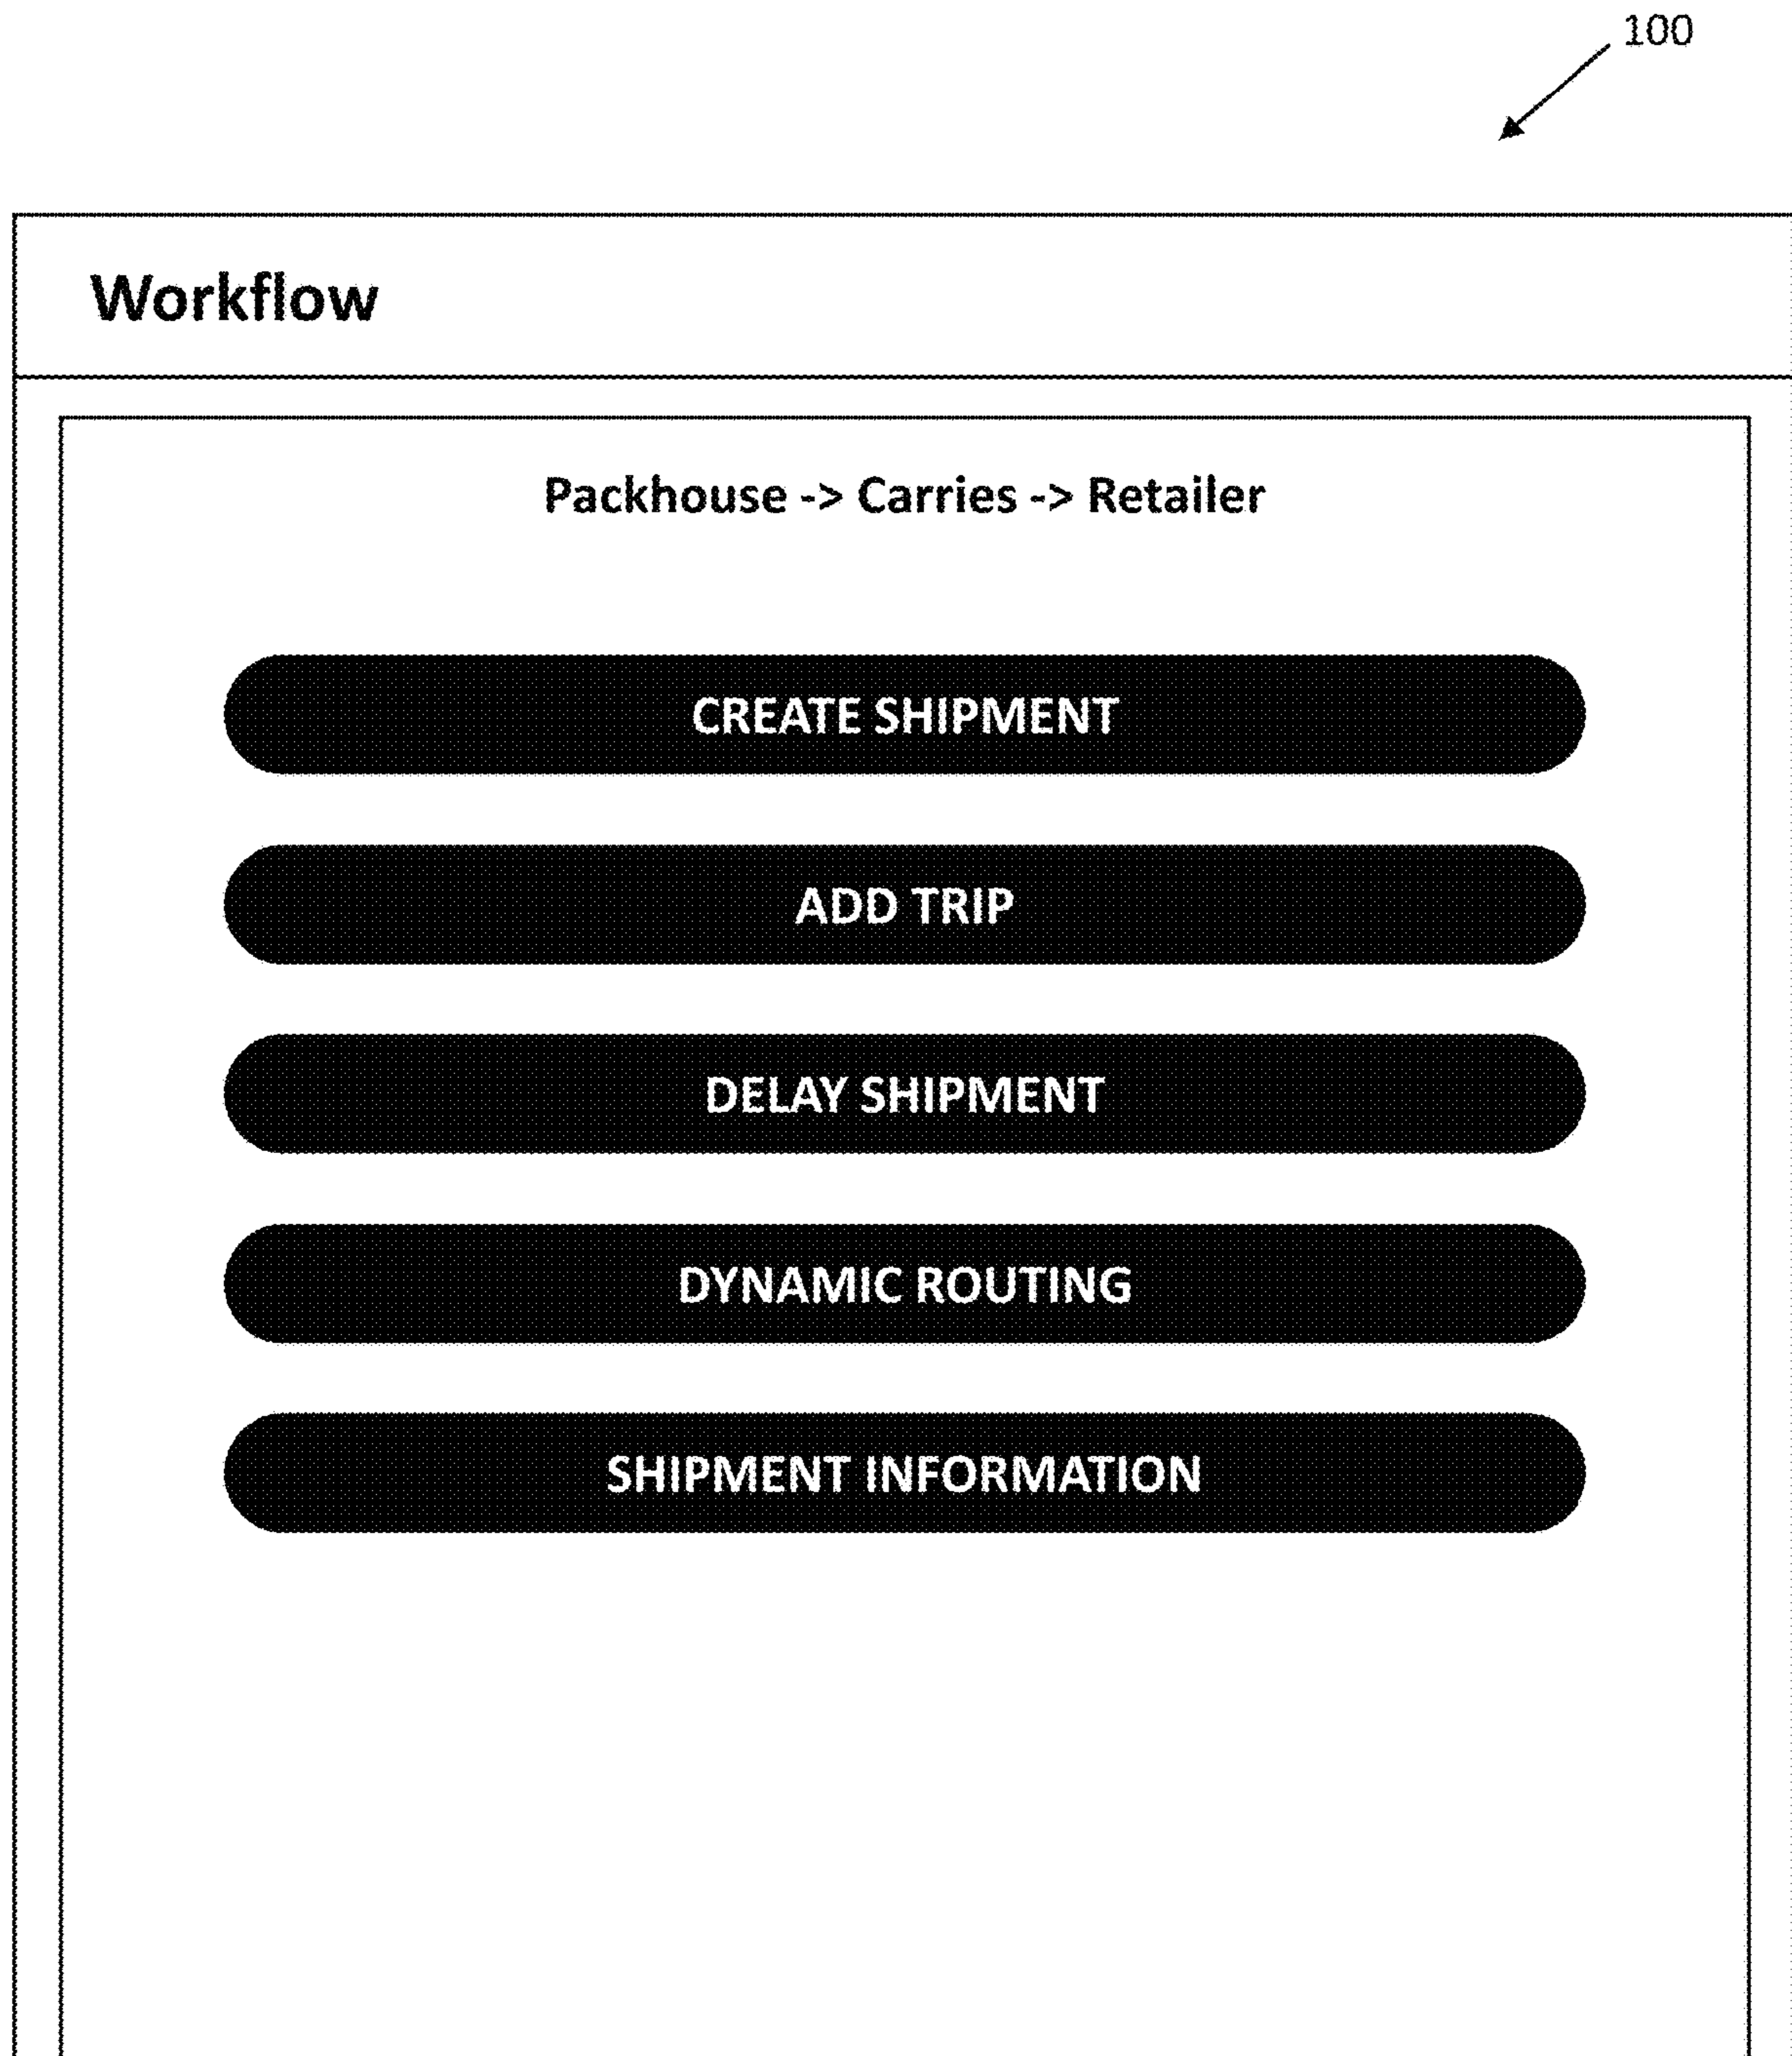 100
Workflow
Packhouse -> Carries -> Retailer
CREATE SHIPMENT
ADD TRIP
DELAY SHIPMENT
DYNAMIC ROUTING
SHIPMENT INFORMATION